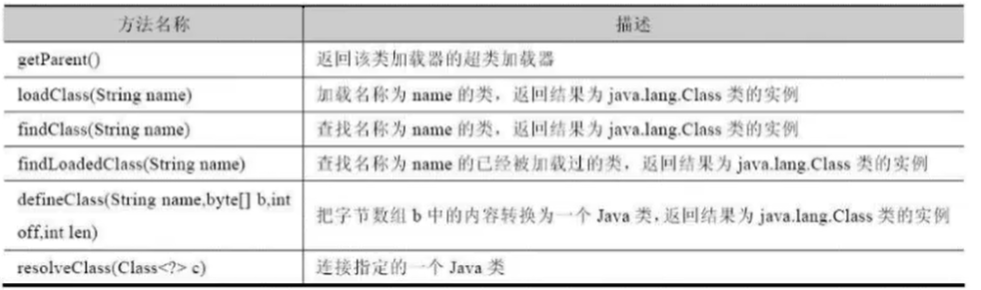 方法名称 描述
getParent() 返回该类加载器的超类加载器
loadClass(String name) 加载名称为 name 的类，返回结果为 java.lang.Class 类的实例
findClass(String name) 查找名称为 name 的类，返回结果为 java.lang.Class 类的实例
findLoadedClass(String name) 查找名称为 name 的已经被加载过的类，返回结果为 java.lang.Class 类的实例
defineClass(String name,byte[] b,int
off,int len) 把字节数组 b 中的内容转换为一个 Java 类，返回结果为 java.lang.Class 类的实例
resolveClass(Class<?> c) 连接指定的一个 Java 类